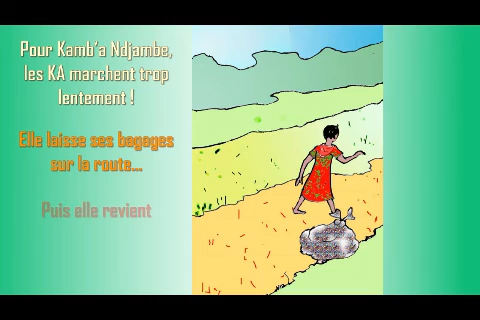 Pour Kamb'a Ndjambe,
les KA marchent trop
lentement !
Elle laisse ses bagages
sur la route...
Puis elle revient